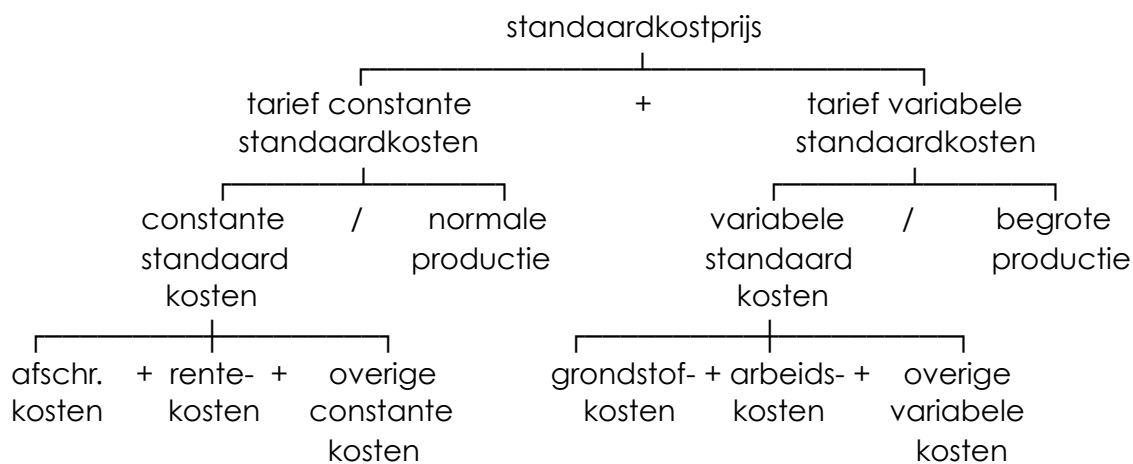 standaardkostprijs
tarief constante + tarief variabele
standaardkosten standaardkosten
constante / normale variabele / begrote
standaard productie standaard productie
kosten kosten
afschr. + rente- + overige grondstof- + arbeids- + overige
kosten kosten constante kosten kosten variabele
kosten kosten